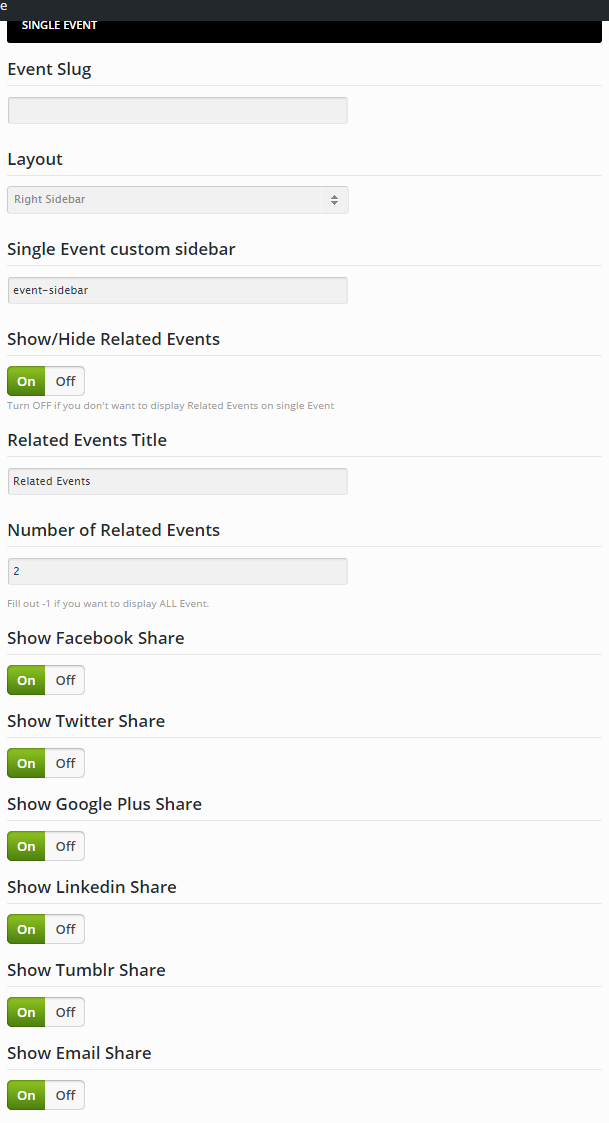 e
SINGLE EVENT
Event Slug
Layout
Right Sidebar
Single Event custom sidebar
event-sidebar
Show/Hide Related Events
On Off
Turn OFF if you don't want to display Related Events on single Event
Related Events Title
Related Events
Number of Related Events
2
Fill out -1 if you want to display ALL Event.
Show Facebook Share
On Off
Show Twitter Share
On Off
Show Google Plus Share
On Off
Show Linkedin Share
On Off
Show Tumblr Share
On Off
Show Email Share
On Off